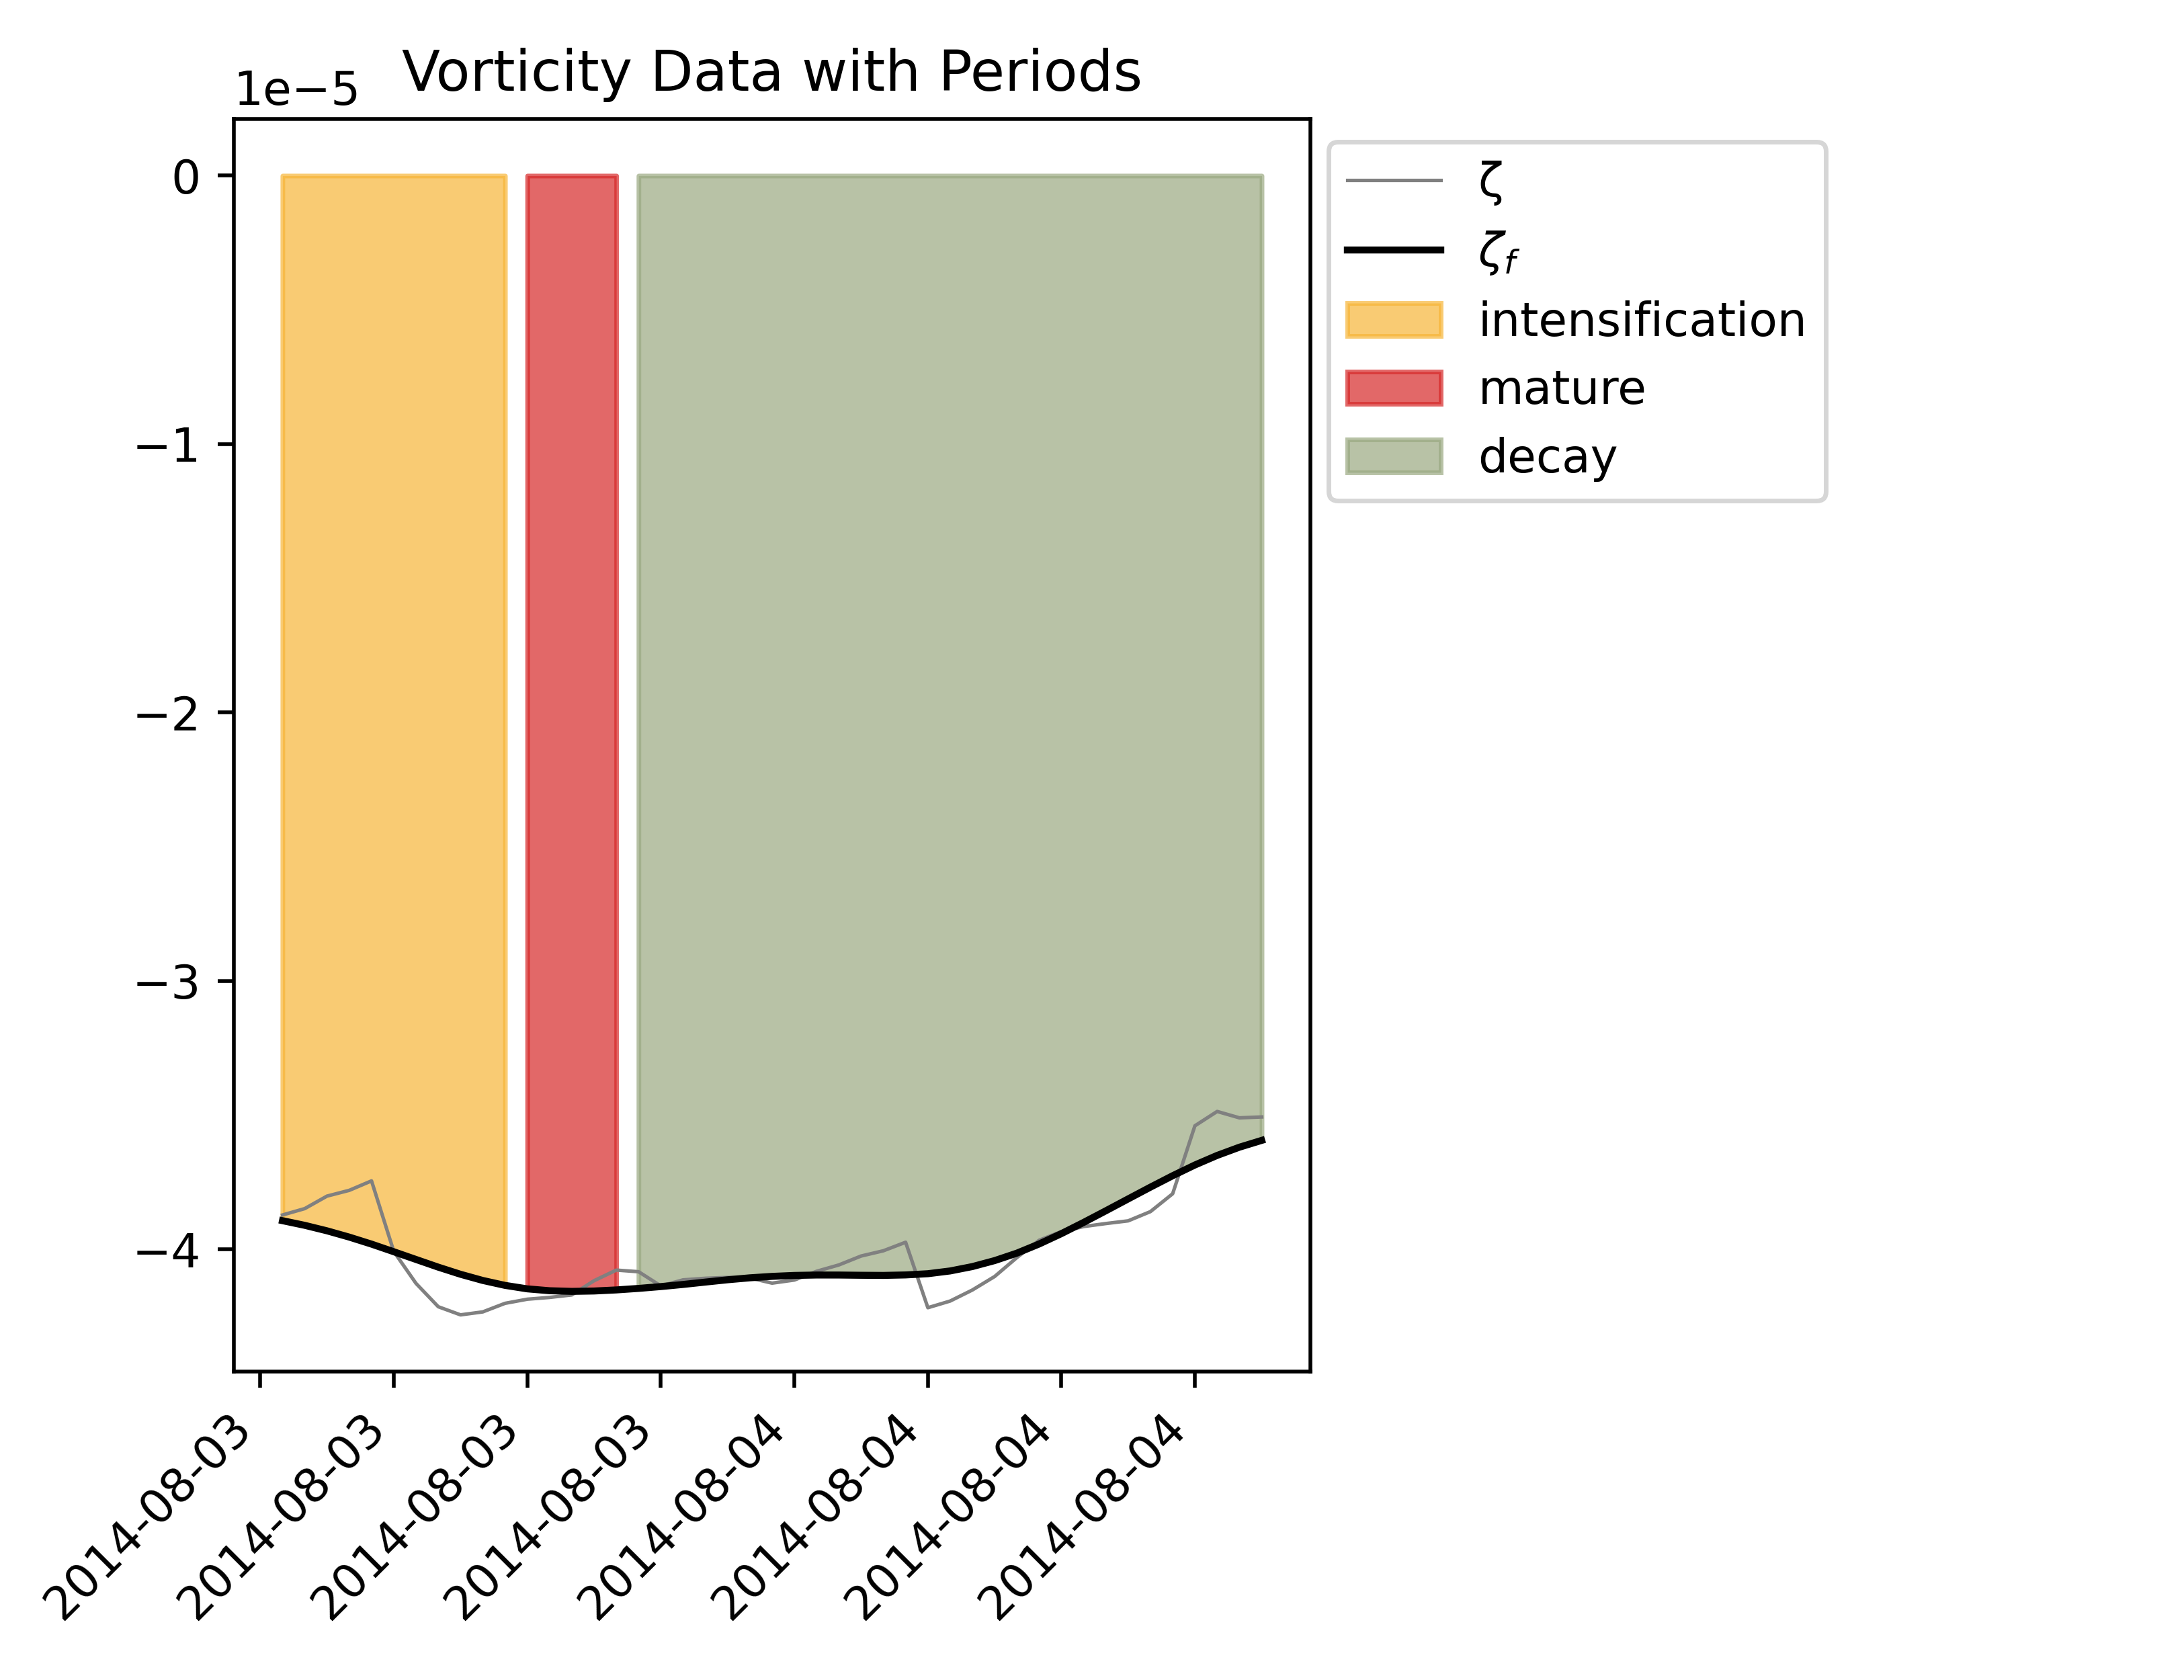 Vorticity Data with Periods
1e−5
0
−1
−2
−3
−4
2014-08-03
2014-08-03
2014-08-03
2014-08-03
2014-08-04
2014-08-04
2014-08-04
2014-08-04
ζ
ζf
intensification
mature
decay